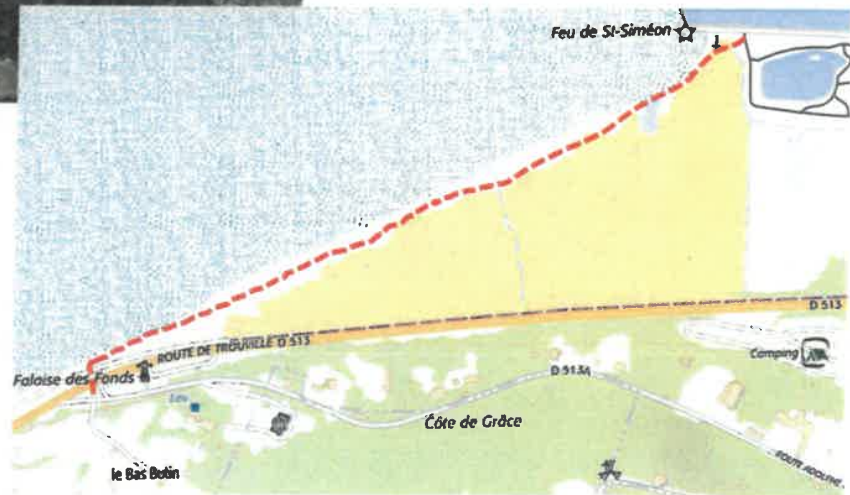 Feu de St-Siméon
D 513
ROUTE DE TROUVILLE D 513
Camping
Falaise des Fonds
D 513A
Côte de Grâce
le Bas Butin
ROUTE ADOLPHE